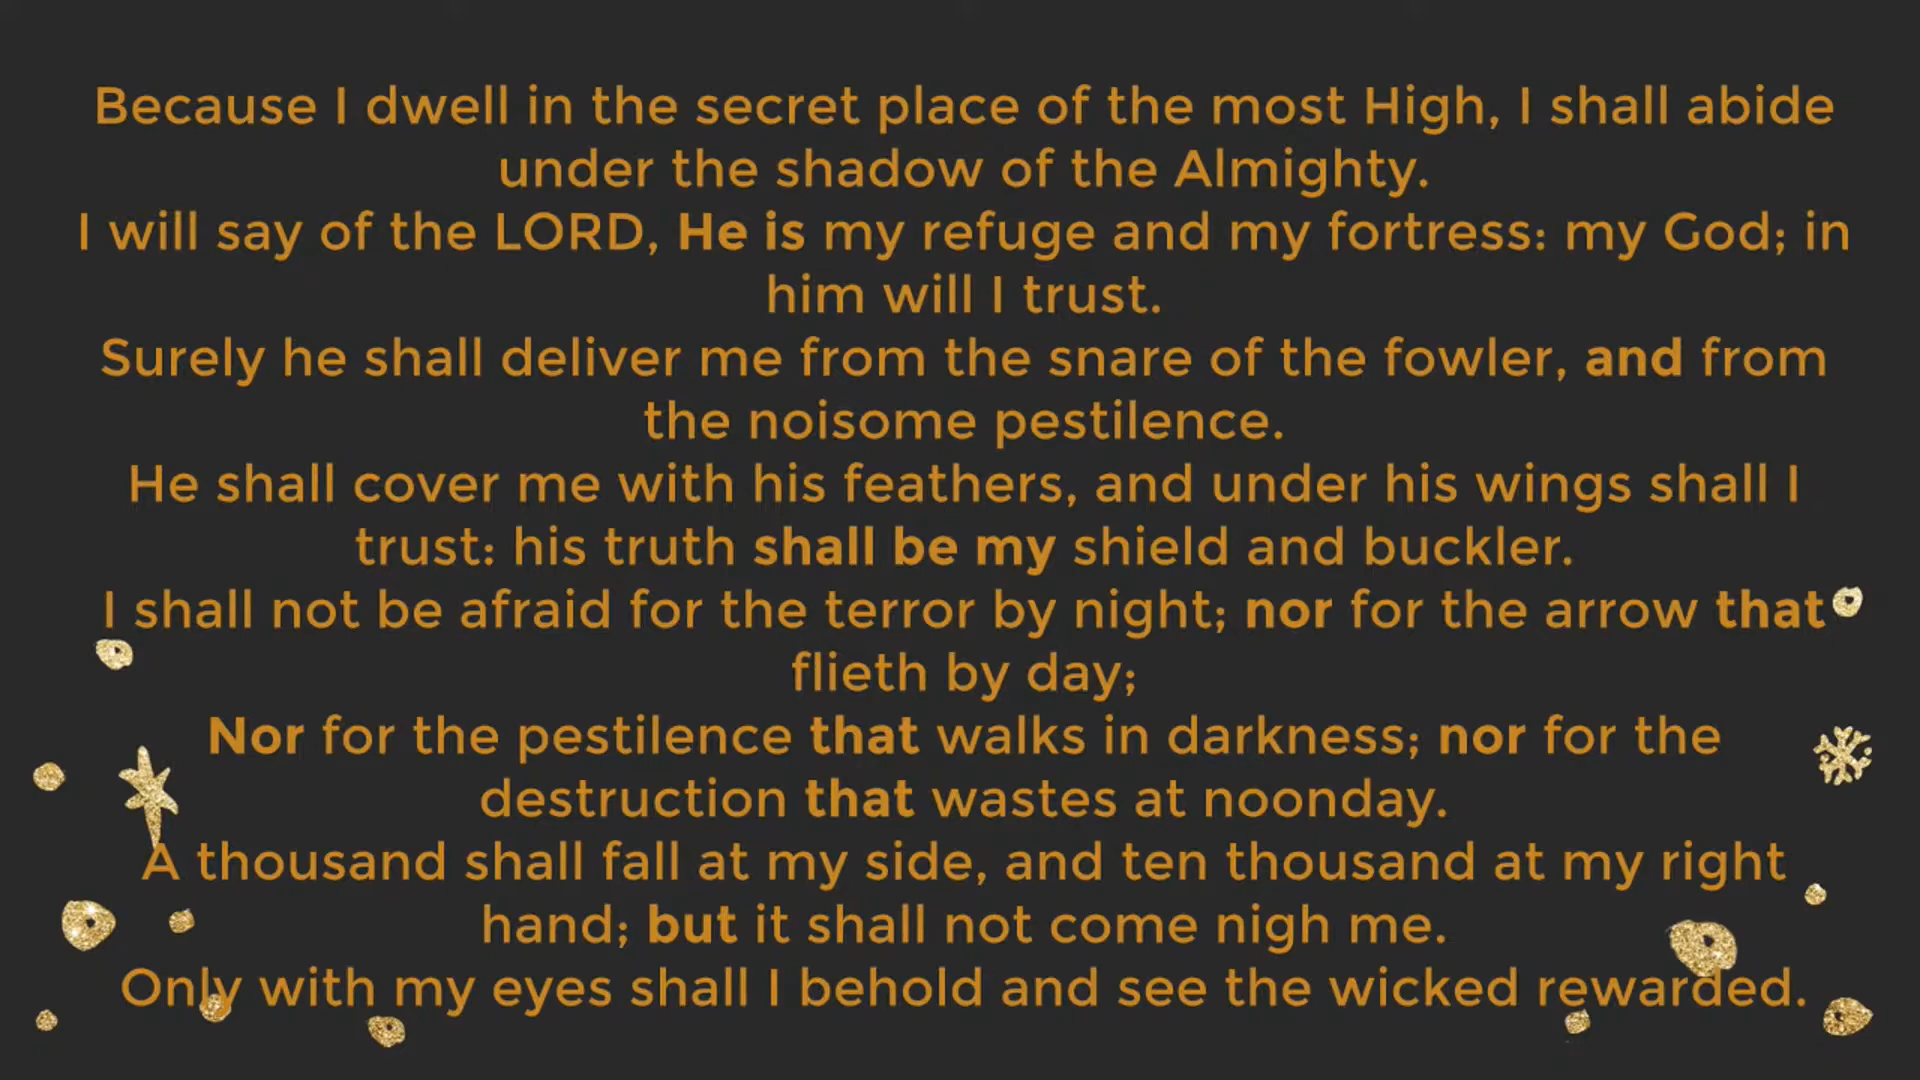 Because I dwell in the secret place of the most High, I shall abide
under the shadow of the Almighty.
I will say of the LORD, He is my refuge and my fortress: my God; in
him will I trust.
Surely he shall deliver me from the snare of the fowler, and from
the noisome pestilence.
He shall cover me with his feathers, and under his wings shall I
trust: his truth shall be my shield and buckler.
I shall not be afraid for the terror by night; nor for the arrow that
flieth by day;
Nor for the pestilence that walks in darkness; nor for the
destruction that wastes at noonday.
A thousand shall fall at my side, and ten thousand at my right
hand; but it shall not come nigh me.
Only with my eyes shall I behold and see the wicked rewarded.